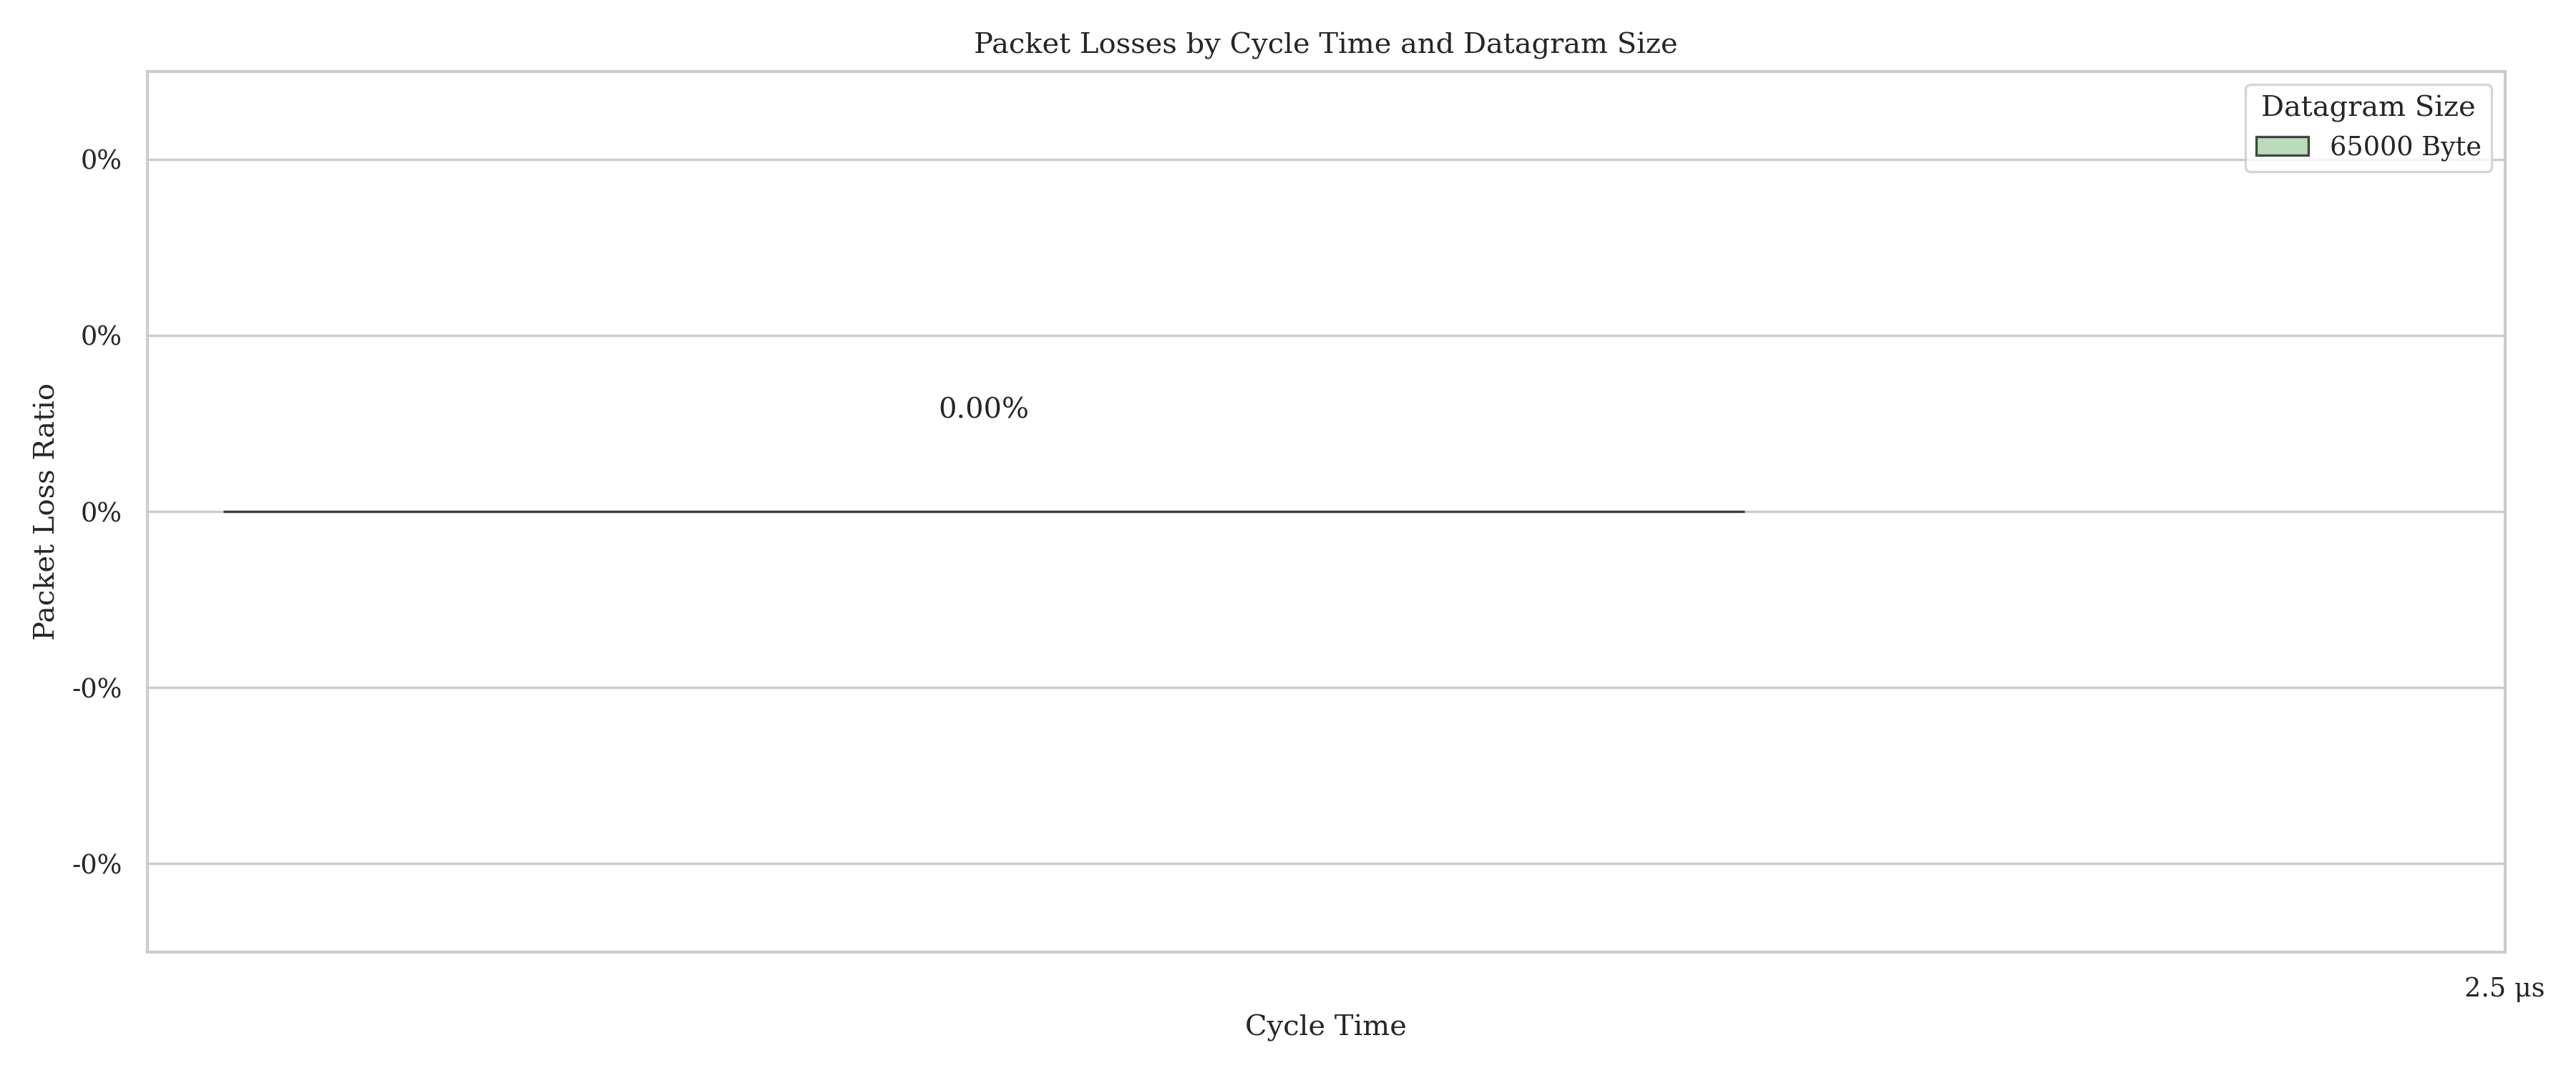 Packet Losses by Cycle Time and Datagram Size
Datagram Size
65000 Byte
0%
0%
0.00%
0%
-0%
-0%
Packet Loss Ratio
2.5 µs
Cycle Time